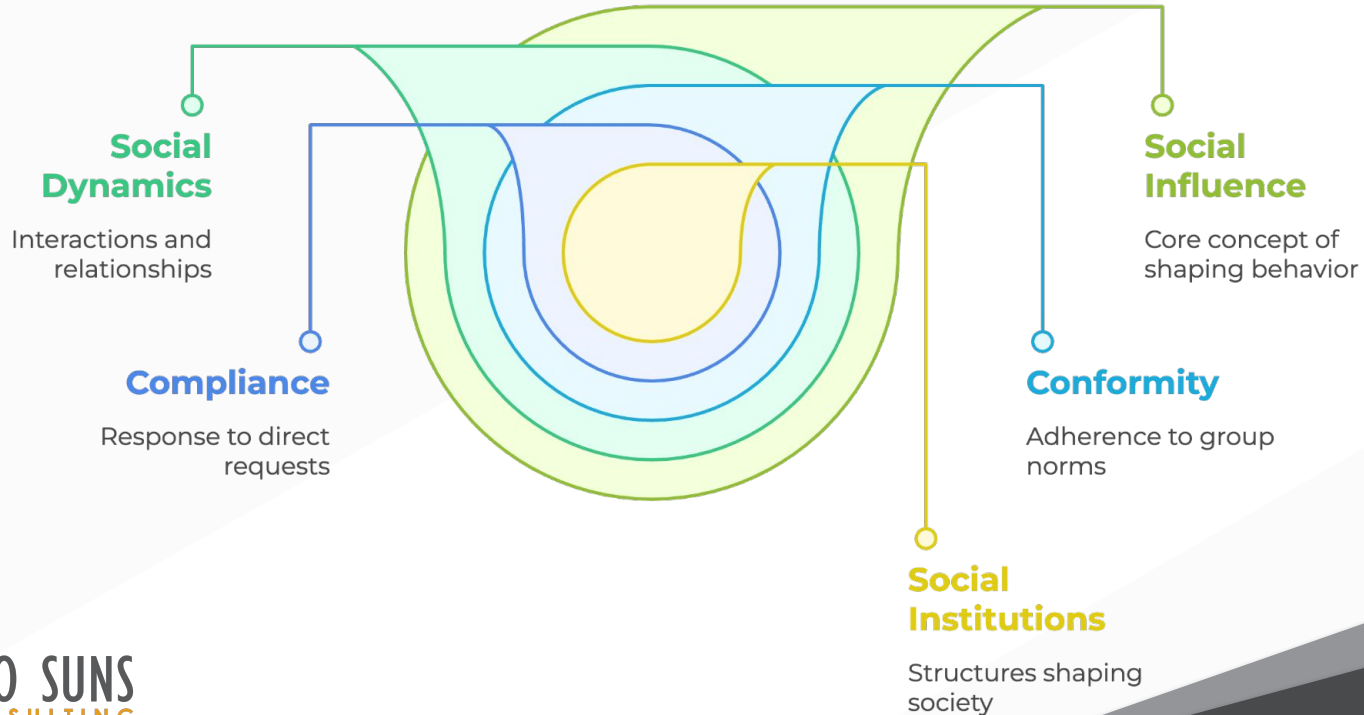 Social
Dynamics
Interactions and
relationships
Social
Influence
Core concept of
shaping behavior
Compliance
Response to direct
requests
Conformity
Adherence to group
norms
Social
Institutions
Structures shaping
society
SUNS